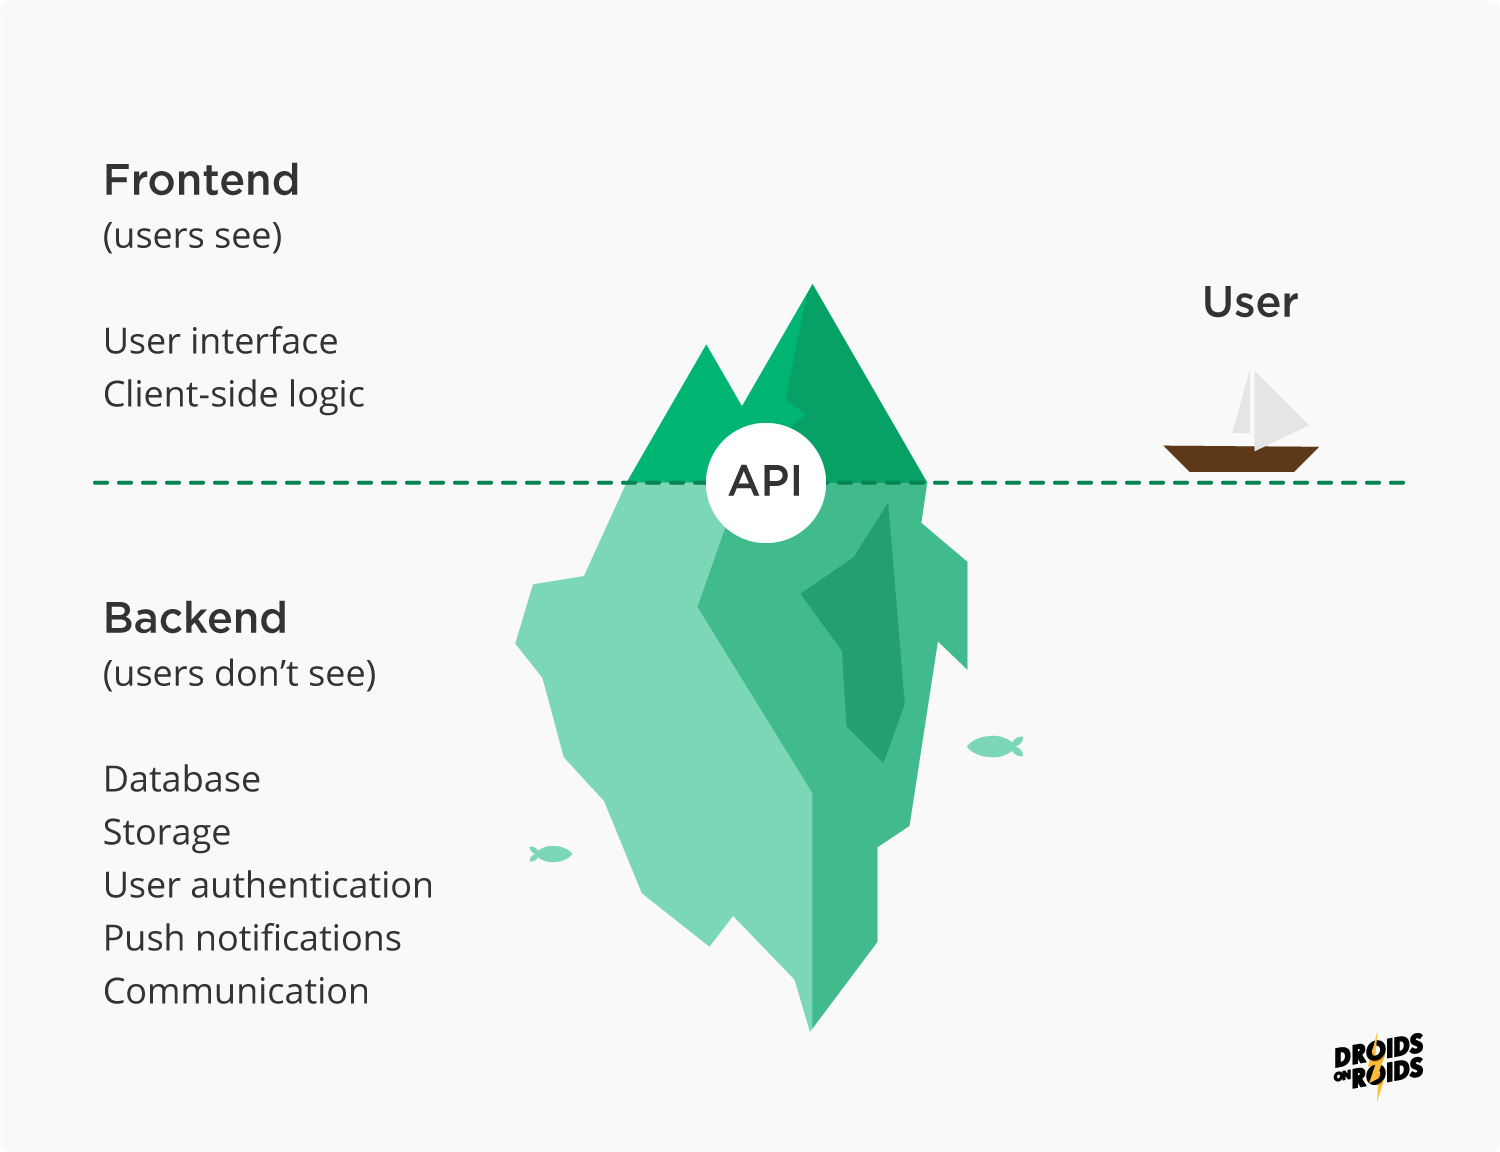 Frontend
(users see)
User interface
Client-side logic
User
API
Backend
(users don’t see)
Database
Storage
User authentication
Push notifications
Communication
DROIDS
ON ROIDS